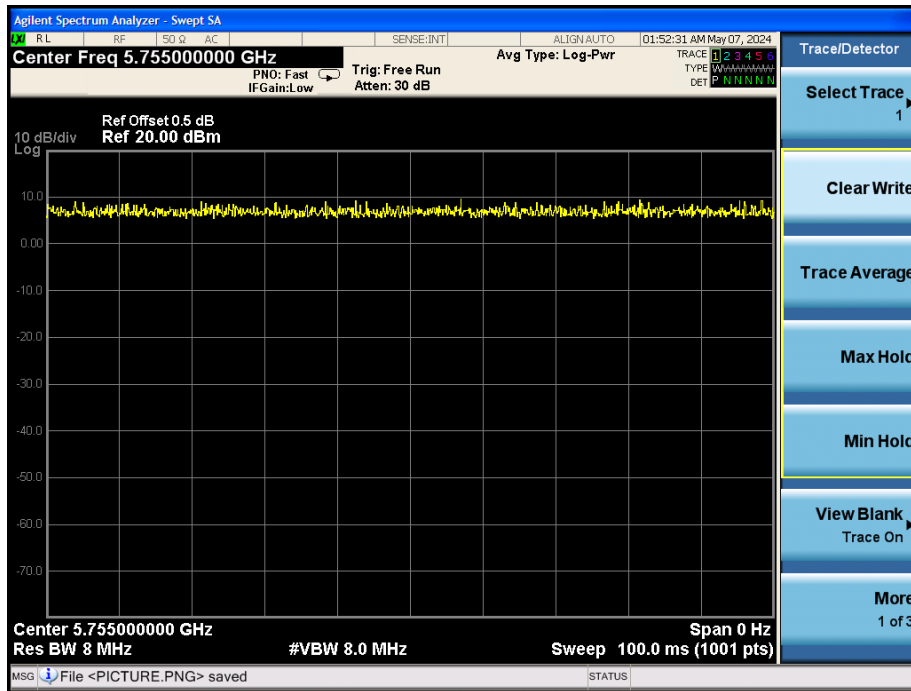 Agilent Spectrum Analyzer - Swept SA
LXI RL RF 50 Ω AC SENSE:INT ALIGN AUTO 01:52:31 AM May 07, 2024
Center Freq 5.755000000 GHz
PNO: Fast
IFGain:Low
Trig: Free Run
Atten: 30 dB
Avg Type: Log-Pwr
TRACE 1 2 3 4 5 6
TYPE WWWWWW
DET P N N N N N
Ref Offset 0.5 dB
10 dB/div Ref 20.00 dBm
Log
10.0
0.00
-10.0
-20.0
-30.0
-40.0
-50.0
-60.0
-70.0
Center 5.755000000 GHz Span 0 Hz
Res BW 8 MHz #VBW 8.0 MHz Sweep 100.0 ms (1001 pts)
MSG File <PICTURE.PNG> saved STATUS
Trace/Detector
Select Trace
1
Clear Write
Trace Average
Max Hold
Min Hold
View Blank
Trace On
More
1 of 3